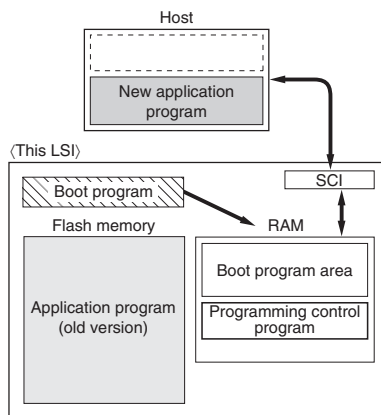 Host
New application
program
〈This LSI〉
Boot program
SCI
Flash memory
RAM
Boot program area
Application program
(old version)
Programming control
program